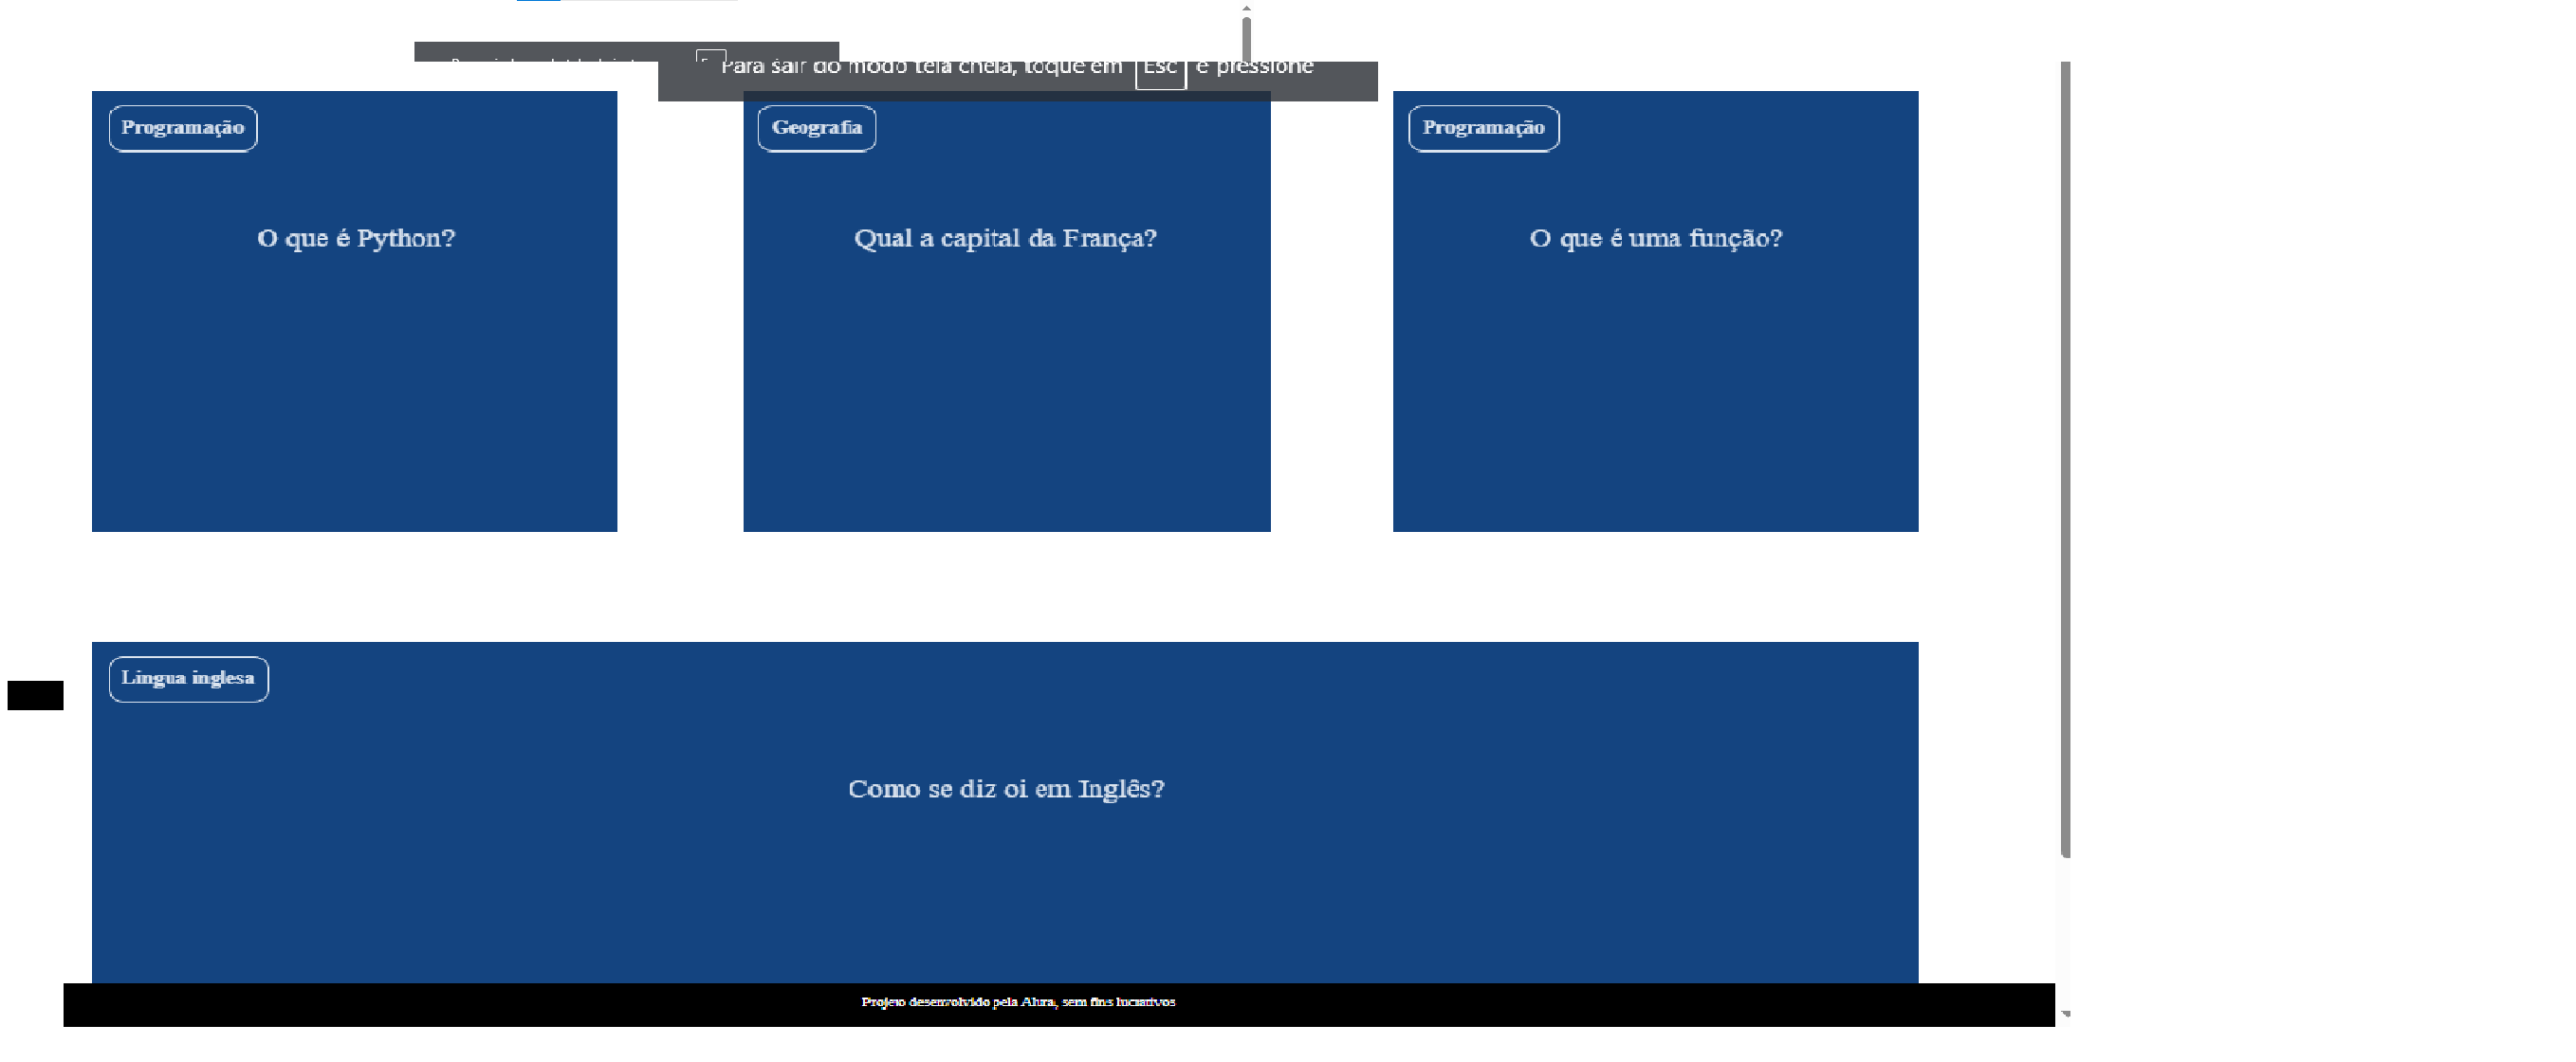 Para sair do modo tela cheia, toque em Esc e pressione
Programação
Geografia
Programação
O que é Python?
Qual a capital da França?
O que é uma função?
Lingua inglesa
Como se diz oi em Inglês?
Projeto desenvolvido pela Alura, sem fins lucrativos